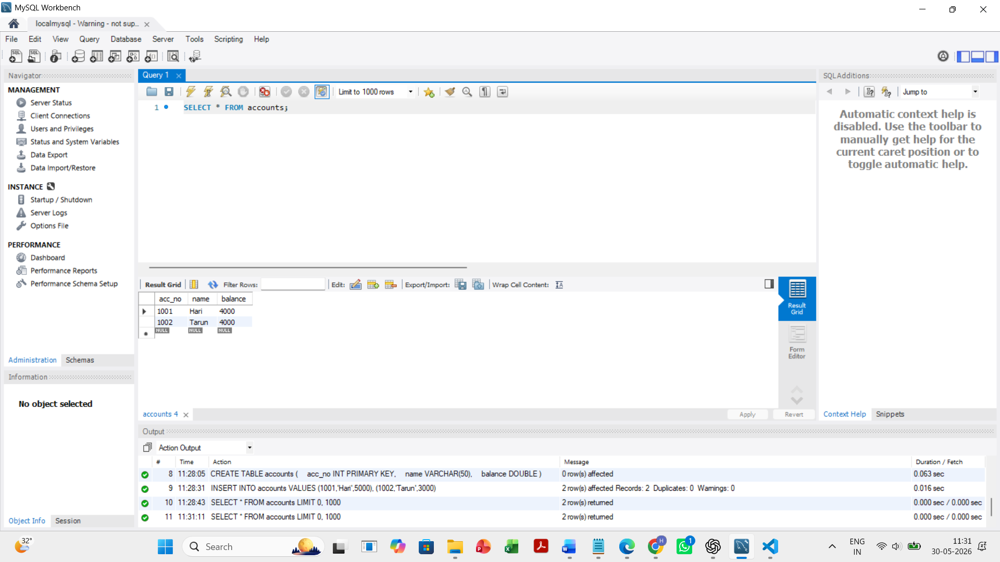 MySQL Workbench
localmysql - Warning - not sup...
File Edit View Query Database Server Tools Scripting Help
Navigator
MANAGEMENT
Server Status
Client Connections
Users and Privileges
Status and System Variables
Data Export
Data Import/Restore
INSTANCE
Startup / Shutdown
Server Logs
Options File
PERFORMANCE
Dashboard
Performance Reports
Performance Schema Setup
Administration Schemas
Information
No object selected
Object Info Session
Query 1
Limit to 1000 rows
1 SELECT * FROM accounts;
Result Grid Filter Rows: Edit: Export/Import: Wrap Cell Content:
acc_no name balance
1001 Hari 4000
1002 Tarun 4000
NULL NULL NULL
Result
Grid
Form
Editor
accounts 4
Apply Revert
SQLAdditions
Jump to
Automatic context help is
disabled. Use the toolbar to
manually get help for the
current caret position or to
toggle automatic help.
Context Help Snippets
Output
Action Output
# Time Action Message Duration / Fetch
8 11:28:05 CREATE TABLE accounts ( acc_no INT PRIMARY KEY, name VARCHAR(50), balance DOUBLE ) 0 row(s) affected 0.063 sec
9 11:28:31 INSERT INTO accounts VALUES (1001,'Hari',5000), (1002,'Tarun',3000) 2 row(s) affected Records: 2 Duplicates: 0 Warnings: 0 0.016 sec
10 11:28:43 SELECT * FROM accounts LIMIT 0, 1000 2 row(s) returned 0.000 sec / 0.000 sec
11 11:31:11 SELECT * FROM accounts LIMIT 0, 1000 2 row(s) returned 0.000 sec / 0.000 sec
32°
Search
H
1
ENG
IN
11:31
30-05-2026